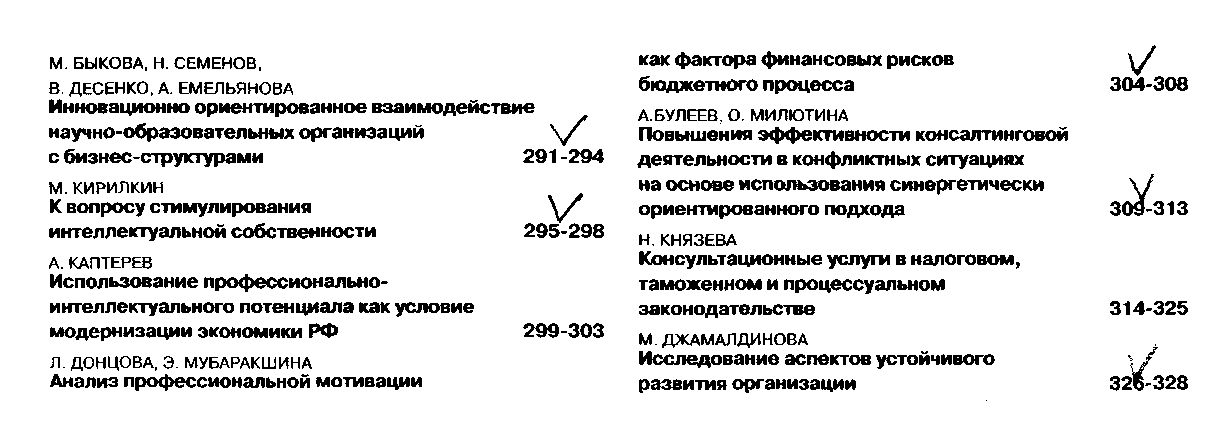 М. БЫКОВА, Н. СЕМЕНОВ,
В. ДЕСЕНКО, А. ЕМЕЛЬЯНОВА
Инновационно ориентированное взаимодействие
научно-образовательных организаций
с бизнес-структурами 291-294
М. КИРИЛКИН
К вопросу стимулирования
интеллектуальной собственности 295-298
А. КАПТЕРЕВ
Использование профессионально-
интеллектуального потенциала как условие
модернизации экономики РФ 299-303
Л. ДОНЦОВА, Э. МУБАРАКШИНА
Анализ профессиональной мотивации
как фактора финансовых рисков
бюджетного процесса 304-308
А.БУЛЕЕВ, О. МИЛЮТИНА
Повышения эффективности консалтинговой
деятельности в конфликтных ситуациях
на основе использования синергетически
ориентированного подхода 309-313
Н. КНЯЗЕВА
Консультационные услуги в налоговом,
таможенном и процессуальном
законодательстве 314-325
М. ДЖАМАЛДИНОВА
Исследование аспектов устойчивого
развития организации 326-328